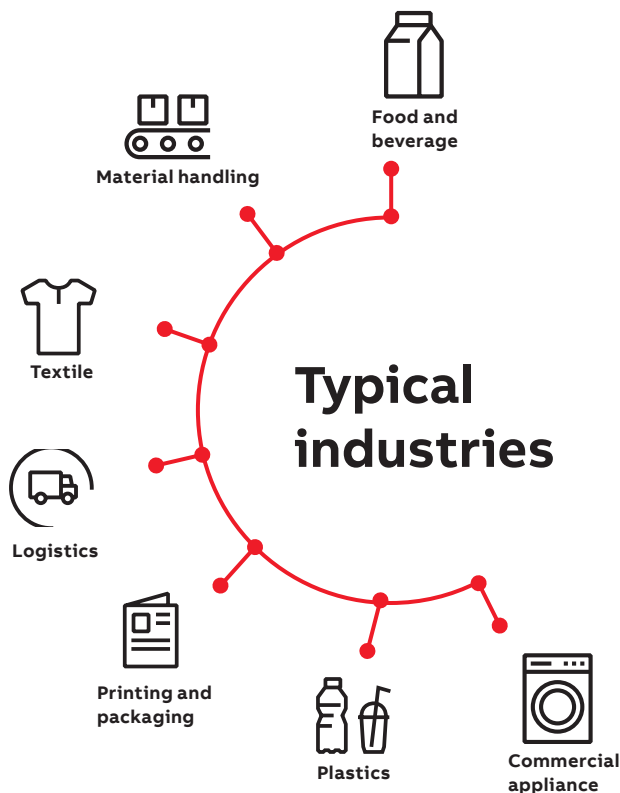 Food and
beverage
Material handling
Textile
Typical
industries
Logistics
Printing and
packaging
Plastics
Commercial
appliance